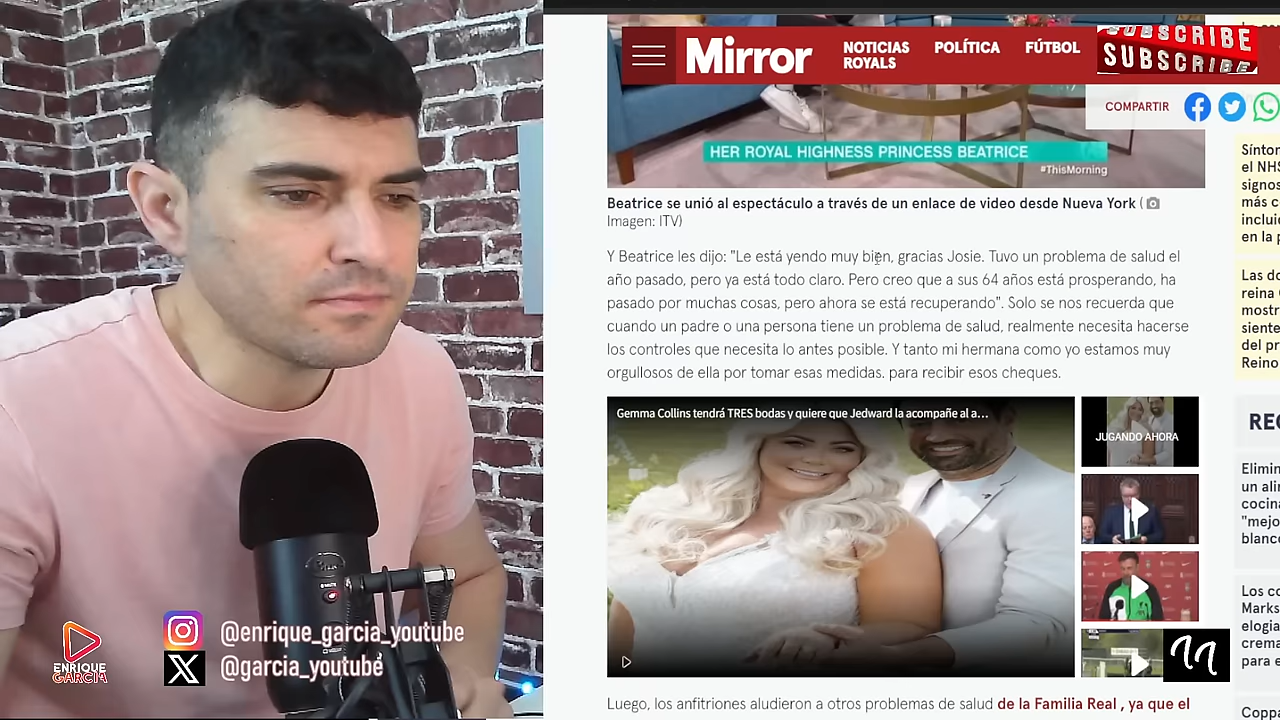 Mirror
NOTICIAS
ROYALS
POLÍTICA
FÚTBOL
SUBSCRIBE
SUBSCRIBE
COMPARTIR
HER ROYAL HIGHNESS PRINCESS BEATRICE
#ThisMorning
Beatrice se unió al espectáculo a través de un enlace de video desde Nueva York (
Imagen: ITV)
Y Beatrice les dijo: "Le está yendo muy bien, gracias Josie. Tuvo un problema de salud el
año pasado, pero ya está todo claro. Pero creo que a sus 64 años está prosperando, ha
pasado por muchas cosas, pero ahora se está recuperando". Solo se nos recuerda que
cuando un padre o una persona tiene un problema de salud, realmente necesita hacerse
los controles que necesita lo antes posible. Y tanto mi hermana como yo estamos muy
orgullosos de ella por tomar esas medidas. para recibir esos cheques.
Gemma Collins tendrá TRES bodas y quiere que Jedward la acompañe al a...
JUGANDO AHORA
Luego, los anfitriones aludieron a otros problemas de salud de la Familia Real , ya que el
Síntor
el NHS
signos
más c
incluid
en la p
Las do
reina
mostr
siente
del pr
Reino
REC
Elimin
un alir
cocina
"mejo
blanco
Los co
Marks
elogia
crema
para e
Coppa
ENRIQUE
GARCIA
@enrique_garcia_youtube
@garcia_youtube